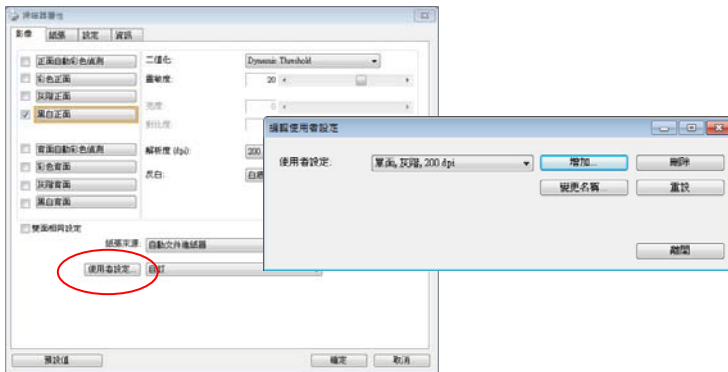 掃描器屬性
影像 紙張 設定 資訊
正面自動彩色偵測
彩色正面
灰階正面
黑白正面
背面自動彩色偵測
彩色背面
灰階背面
黑白背面
雙面相同設定
二值化: Dynamic Threshold
靈敏度: 20
亮度: 0
對比度:
解析度 (dpi): 200
反白:
紙張來源: 自動文件進紙器
使用者設定... 自訂
預設值 確定 取消
編輯使用者設定
使用者設定: 單面, 灰階, 200 dpi 增加... 刪除
變更名稱... 重設
離開